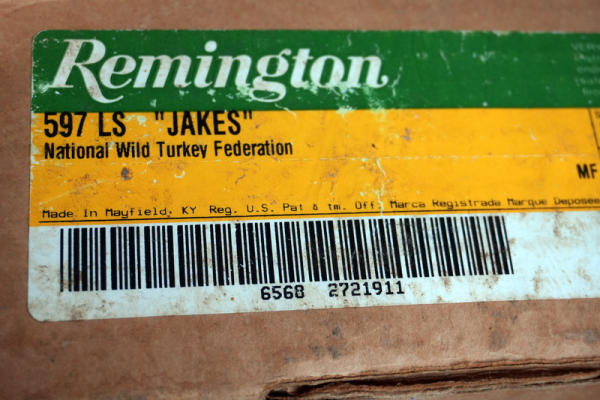 Remington
597 LS "JAKES"
National Wild Turkey Federation
MF
Made In Mayfield, KY Reg. U.S. Pat & tm. Off. Marca Registrada Marque Deposee
6568 2721911